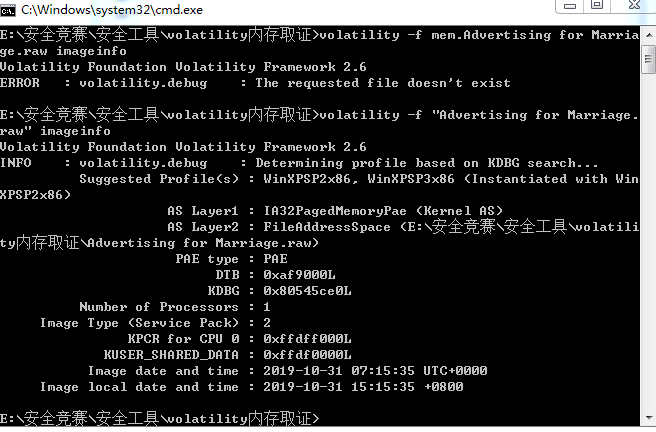 C:\Windows\system32\cmd.exe
E:\安全竞赛\安全工具\volatility内存取证>volatility -f mem.Advertising for Marria
ge.raw imageinfo
Volatility Foundation Volatility Framework 2.6
ERROR   : volatility.debug    : The requested file doesn't exist
E:\安全竞赛\安全工具\volatility内存取证>volatility -f "Advertising for Marriage.
raw" imageinfo
Volatility Foundation Volatility Framework 2.6
INFO    : volatility.debug    : Determining profile based on KDBG search...
          Suggested Profile(s) : WinXPSP2x86, WinXPSP3x86 (Instantiated with Win
XPSP2x86)
                     AS Layer1 : IA32PagedMemoryPae (Kernel AS)
                     AS Layer2 : FileAddressSpace (E:\安全竞赛\安全工具\volatili
ty内存取证\Advertising for Marriage.raw)
                      PAE type : PAE
                           DTB : 0xaf9000L
                          KDBG : 0x80545ce0L
          Number of Processors : 1
     Image Type (Service Pack) : 2
                KPCR for CPU 0 : 0xffdff000L
             KUSER_SHARED_DATA : 0xffdf0000L
           Image date and time : 2019-10-31 07:15:35 UTC+0000
     Image local date and time : 2019-10-31 15:15:35 +0800
E:\安全竞赛\安全工具\volatility内存取证>